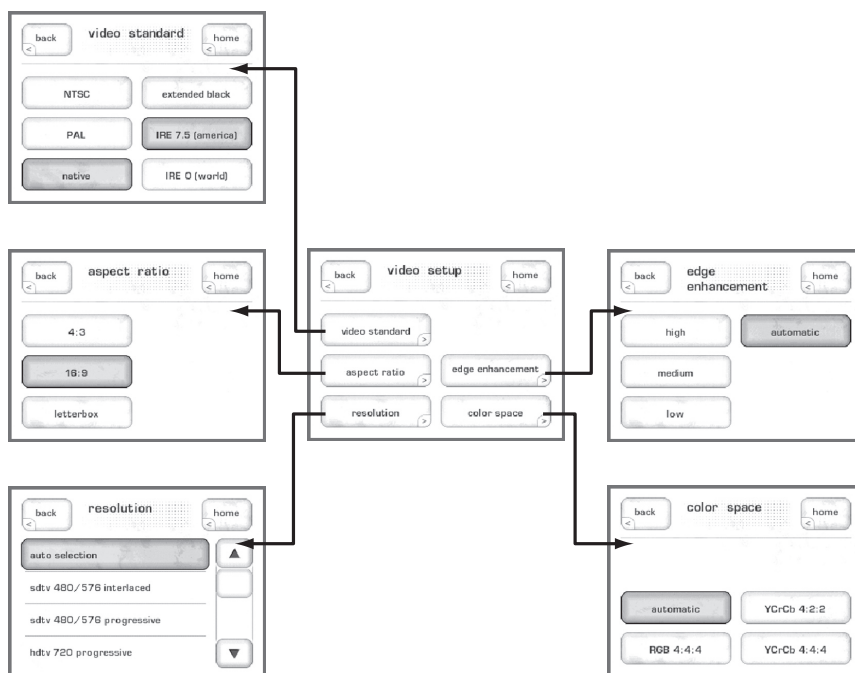 back
video standard
home
<
<
NTSC
extended black
PAL
IRE 7.5 (america)
native
IRE 0 (world)
back
aspect ratio
home
<
<
4:3
16:9
letterbox
back
video setup
home
<
<
video standard
>
aspect ratio
>
edge enhancement
>
resolution
>
color space
>
back
edge
enhancement
home
<
<
high
automatic
medium
low
back
resolution
home
<
<
auto selection
sdtv 480/576 interlaced
sdtv 480/576 progressive
hdtv 720 progressive
back
color space
home
<
<
automatic
YCrCb 4:2:2
RGB 4:4:4
YCrCb 4:4:4